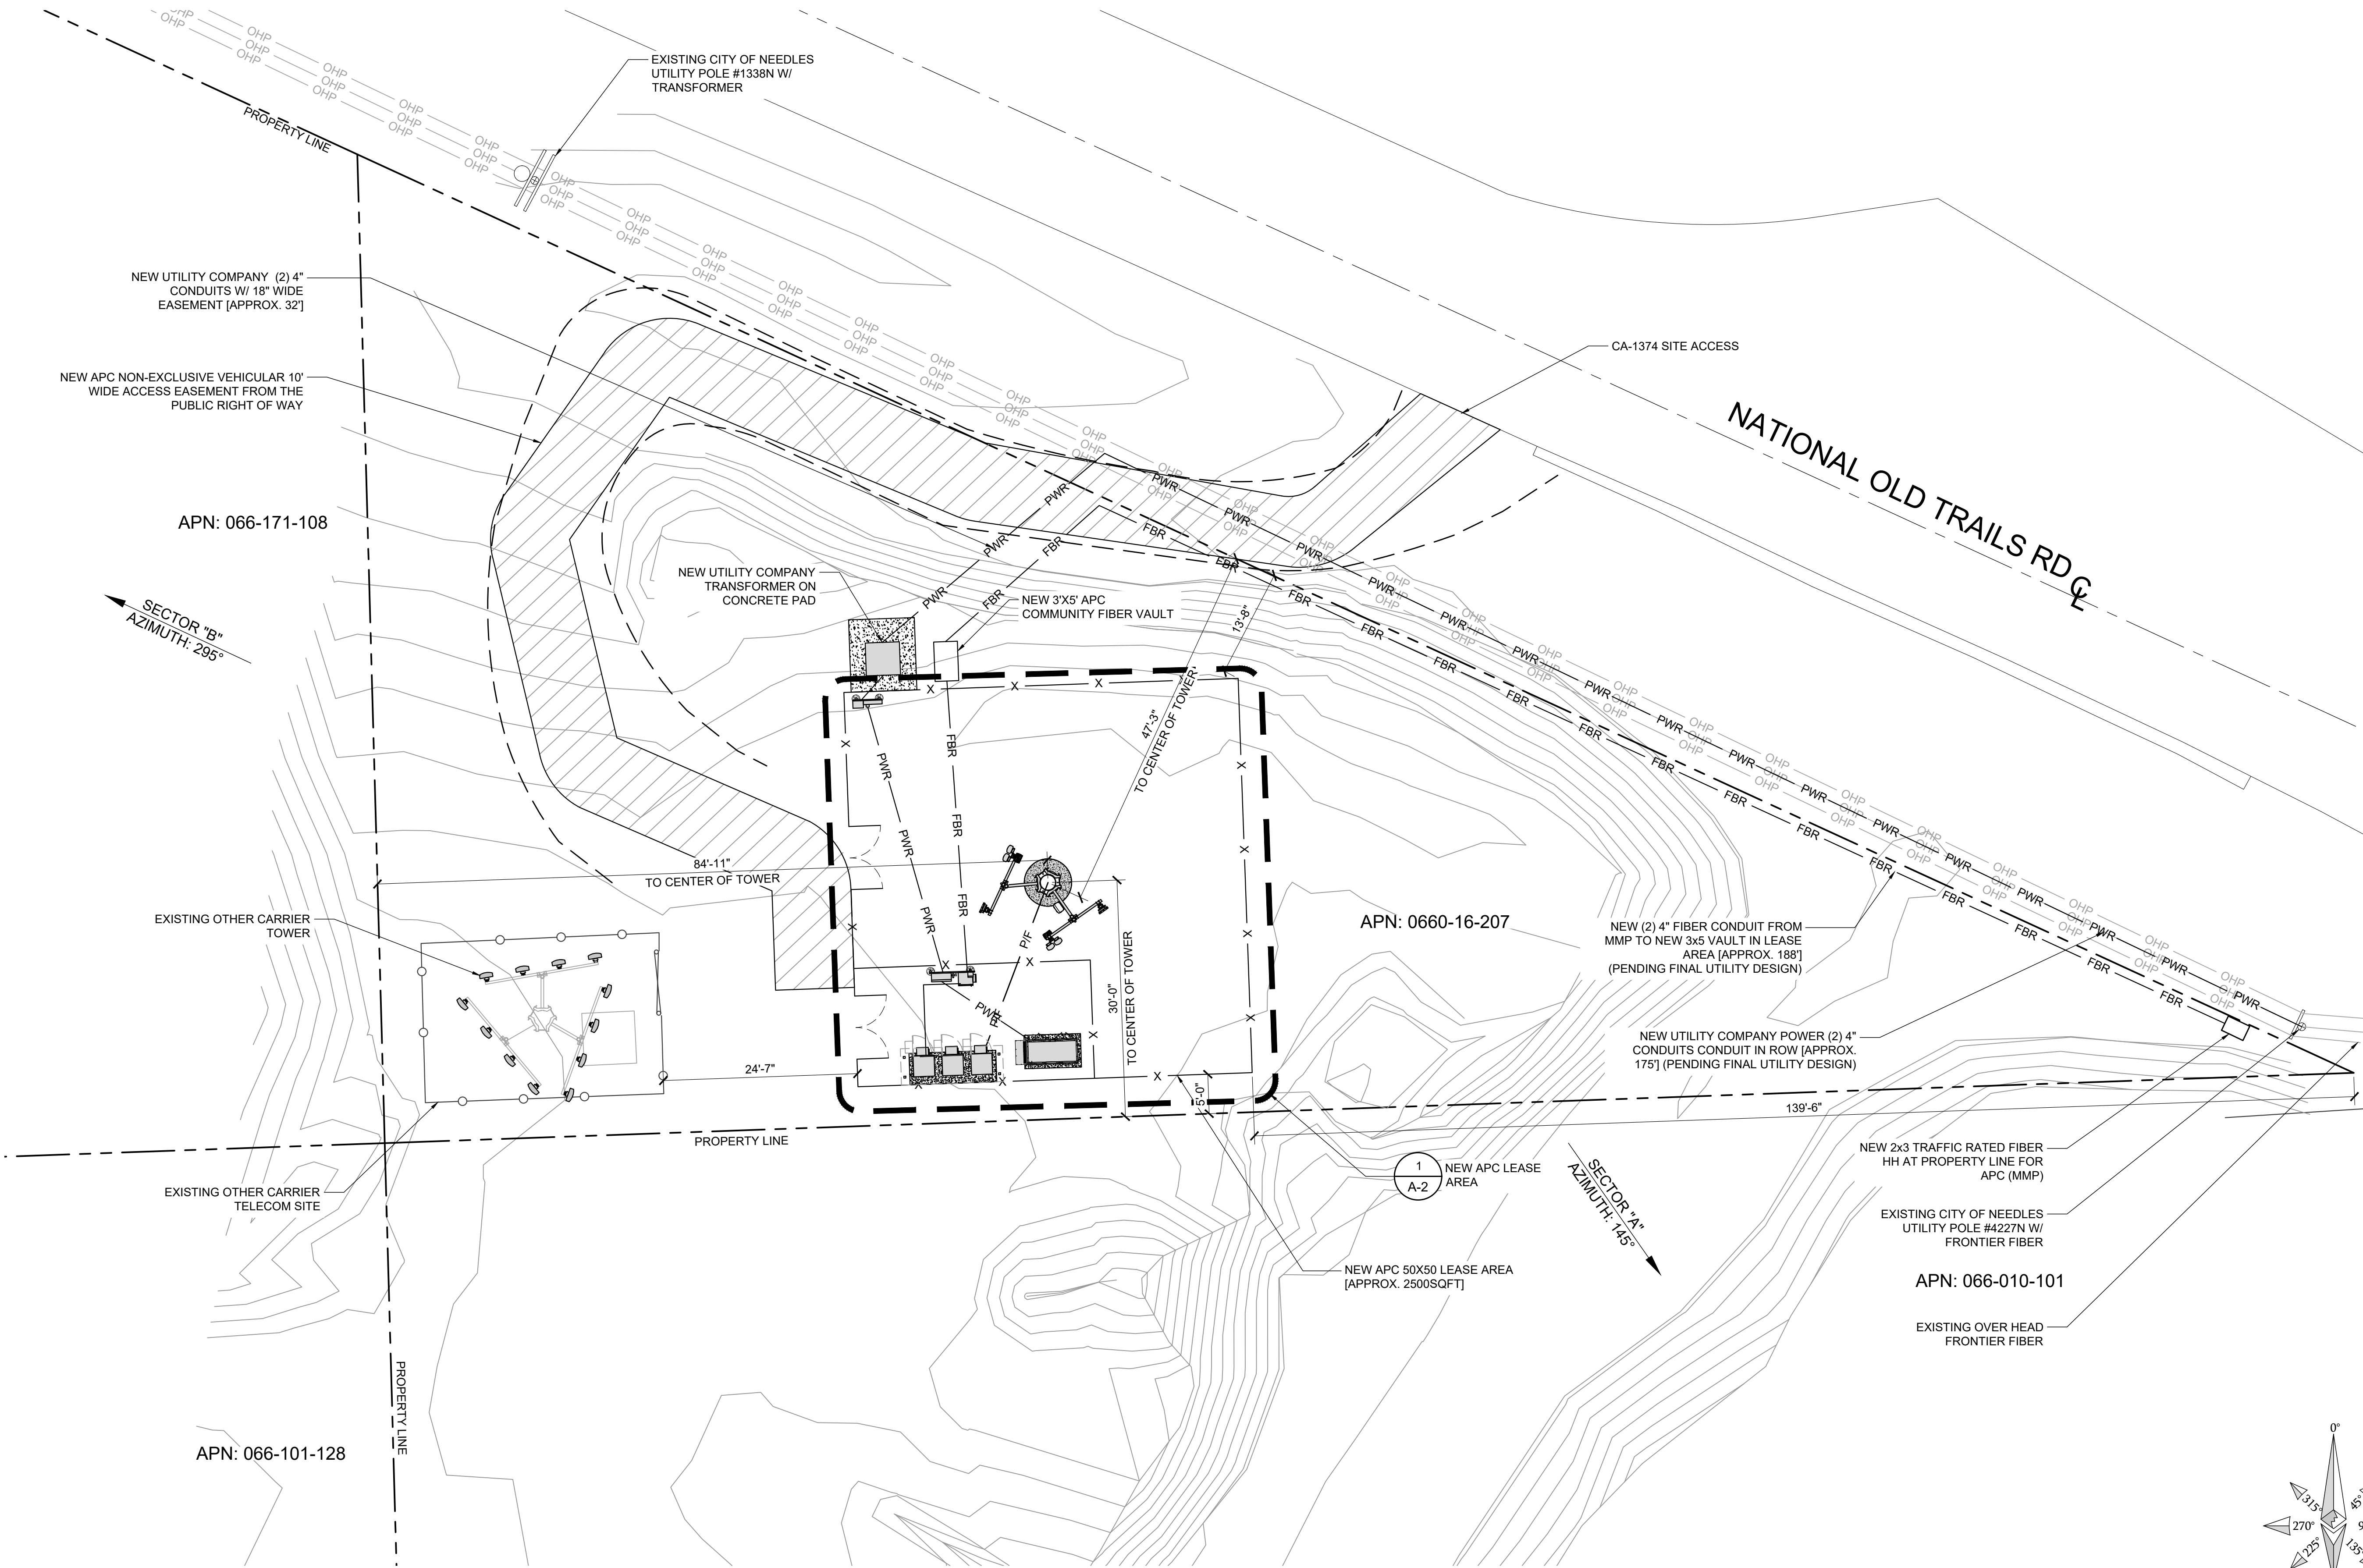 EXISTING CITY OF NEEDLES
UTILITY POLE #1338N W/
TRANSFORMER
PROPERTY LINE
NEW UTILITY COMPANY (2) 4"
CONDUITS W/ 18" WIDE
EASEMENT [APPROX. 32']
NEW APC NON-EXCLUSIVE VEHICULAR 10'
WIDE ACCESS EASEMENT FROM THE
PUBLIC RIGHT OF WAY
CA-1374 SITE ACCESS
NATIONAL OLD TRAILS RD
APN: 066-171-108
NEW UTILITY COMPANY
TRANSFORMER ON
CONCRETE PAD
NEW 3'X5' APC
COMMUNITY FIBER VAULT
SECTOR "B"
AZIMUTH: 295°
13'-8"
47'-3"
TO CENTER OF TOWER
84'-11"
TO CENTER OF TOWER
EXISTING OTHER CARRIER
TOWER
APN: 0660-16-207
NEW (2) 4" FIBER CONDUIT FROM
MMP TO NEW 3x5 VAULT IN LEASE
AREA [APPROX. 188']
(PENDING FINAL UTILITY DESIGN)
30'-0"
TO CENTER OF TOWER
NEW UTILITY COMPANY POWER (2) 4"
CONDUITS CONDUIT IN ROW [APPROX.
175'] (PENDING FINAL UTILITY DESIGN)
24'-7"
5'-0"
139'-6"
PROPERTY LINE
NEW 2x3 TRAFFIC RATED FIBER
HH AT PROPERTY LINE FOR
APC (MMP)
1
A-2
NEW APC LEASE
AREA
SECTOR "A"
AZIMUTH: 145°
EXISTING OTHER CARRIER
TELECOM SITE
EXISTING CITY OF NEEDLES
UTILITY POLE #4227N W/
FRONTIER FIBER
NEW APC 50X50 LEASE AREA
[APPROX. 2500SQFT]
APN: 066-010-101
EXISTING OVER HEAD
FRONTIER FIBER
PROPERTY LINE
APN: 066-101-128
OHP
PWR
FBR
P/F
X
0°
315°
45°
270°
225°
135°